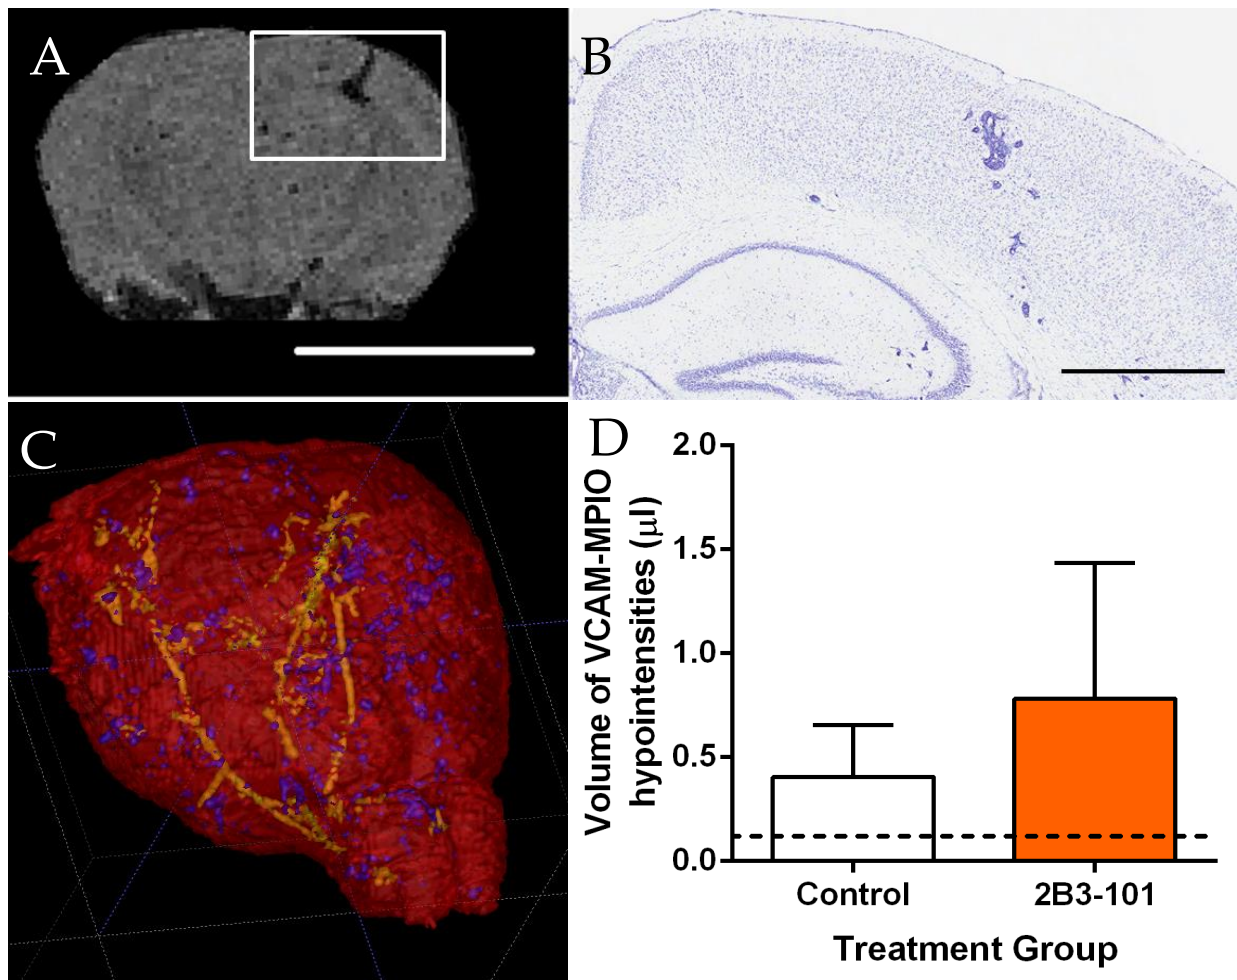 A
B
C
D
Volume of VCAM-MPIO
hypointensities (μl)
2.0
1.5
1.0
0.5
0.0
Control
2B3-101
Treatment Group